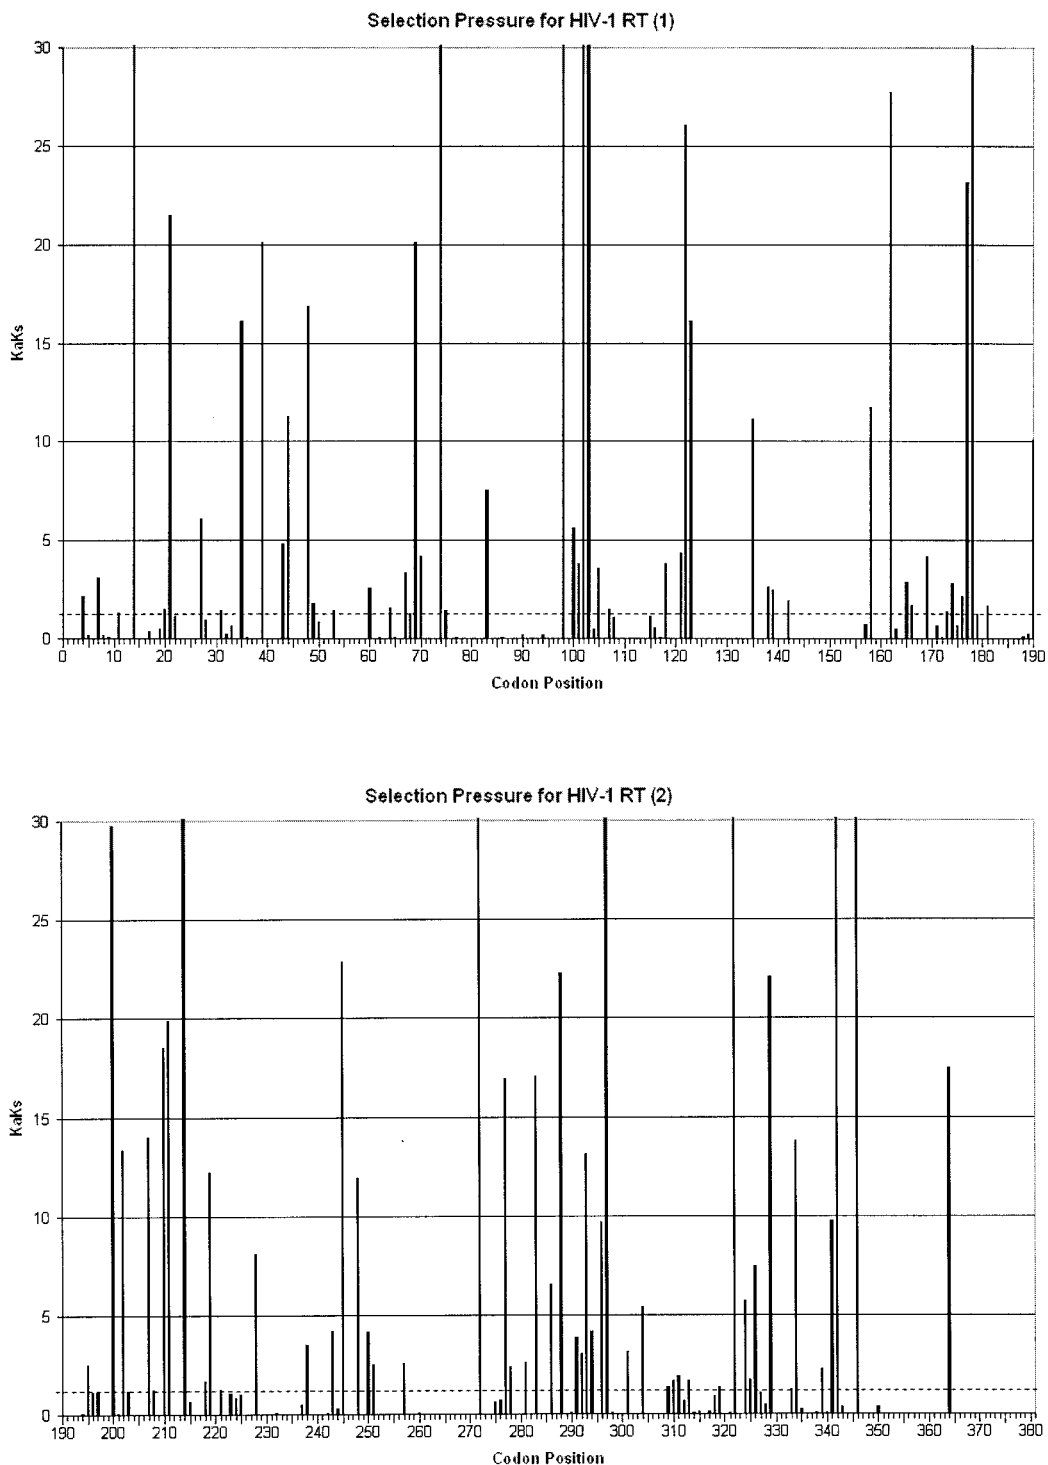 Selection Pressure for HIV-1 RT (1)
30
25
20
15
10
5
0
KaKs
0 10 20 30 40 50 60 70 80 90 100 110 120 130 140 150 160 170 180 190
Codon Position
Selection Pressure for HIV-1 RT (2)
30
25
20
15
10
5
0
KaKs
190 200 210 220 230 240 250 260 270 280 290 300 310 320 330 340 350 360 370 380
Codon Position